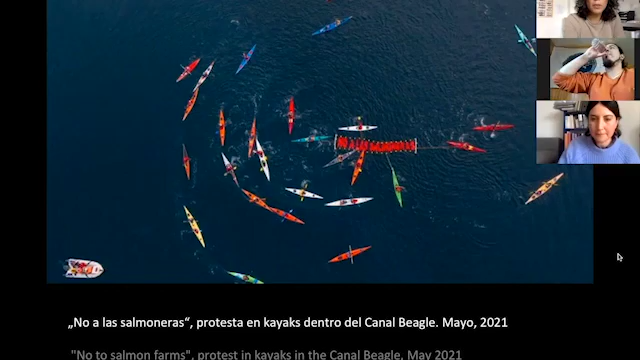 „No a las salmoneras“, protesta en kayaks dentro del Canal Beagle. Mayo, 2021
"No to salmon farms", protest in kayaks in the Canal Beagle, May 2021